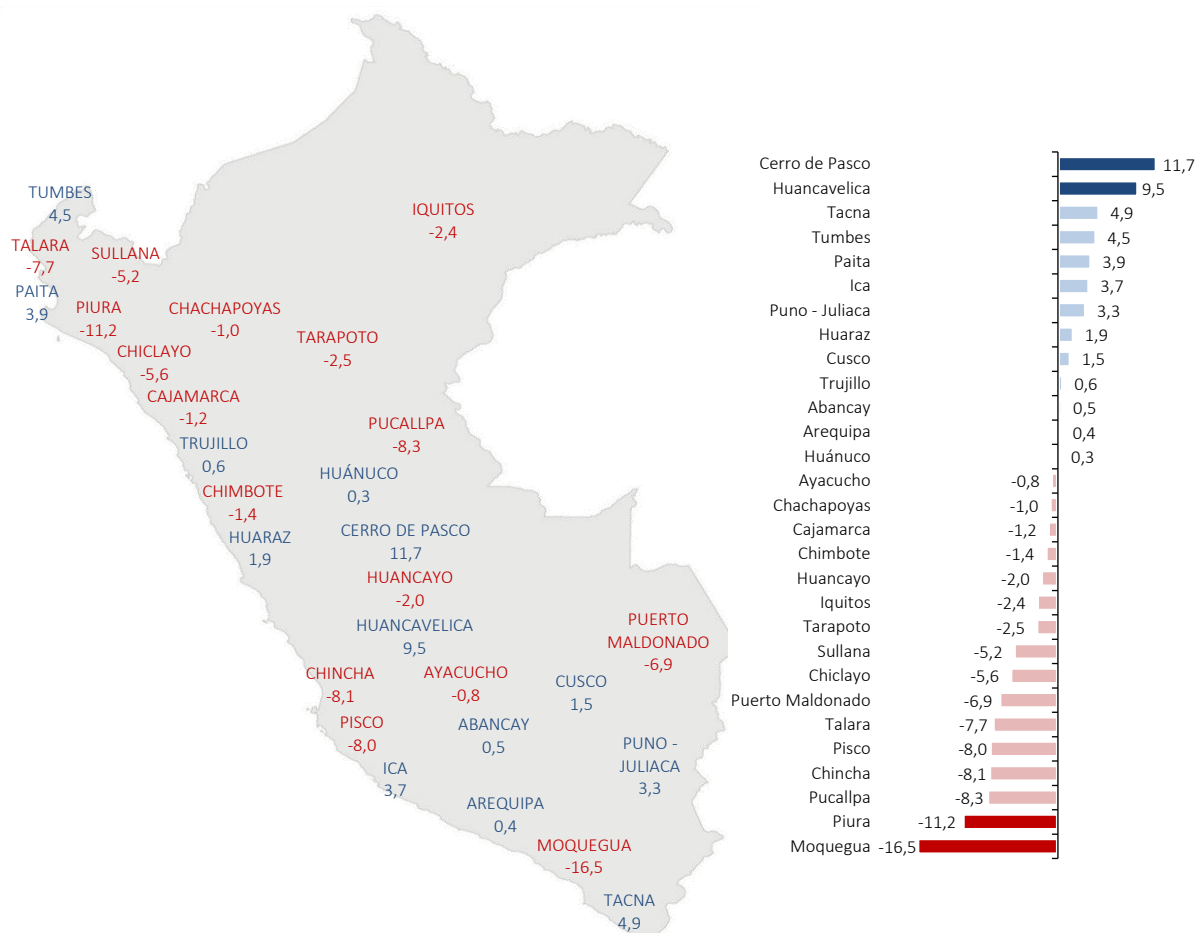 TUMBES
4,5
TALARA
-7,7
SULLANA
-5,2
PAITA
3,9
PIURA
-11,2
CHACHAPOYAS
-1,0
IQUITOS
-2,4
TARAPOTO
-2,5
CHICLAYO
-5,6
CAJAMARCA
-1,2
PUCALLPA
-8,3
TRUJILLO
0,6
HUÁNUCO
0,3
CHIMBOTE
-1,4
HUARAZ
1,9
CERRO DE PASCO
11,7
HUANCAYO
-2,0
HUANCAVELICA
9,5
PUERTO
MALDONADO
-6,9
CHINCHA
-8,1
AYACUCHO
-0,8
CUSCO
1,5
PISCO
-8,0
ABANCAY
0,5
PUNO -
JULIACA
3,3
ICA
3,7
AREQUIPA
0,4
MOQUEGUA
-16,5
TACNA
4,9
Cerro de Pasco 11,7
Huancavelica 9,5
Tacna 4,9
Tumbes 4,5
Paita 3,9
Ica 3,7
Puno - Juliaca 3,3
Huaraz 1,9
Cusco 1,5
Trujillo 0,6
Abancay 0,5
Arequipa 0,4
Huánuco 0,3
Ayacucho -0,8
Chachapoyas -1,0
Cajamarca -1,2
Chimbote -1,4
Huancayo -2,0
Iquitos -2,4
Tarapoto -2,5
Sullana -5,2
Chiclayo -5,6
Puerto Maldonado -6,9
Talara -7,7
Pisco -8,0
Chincha -8,1
Pucallpa -8,3
Piura -11,2
Moquegua -16,5